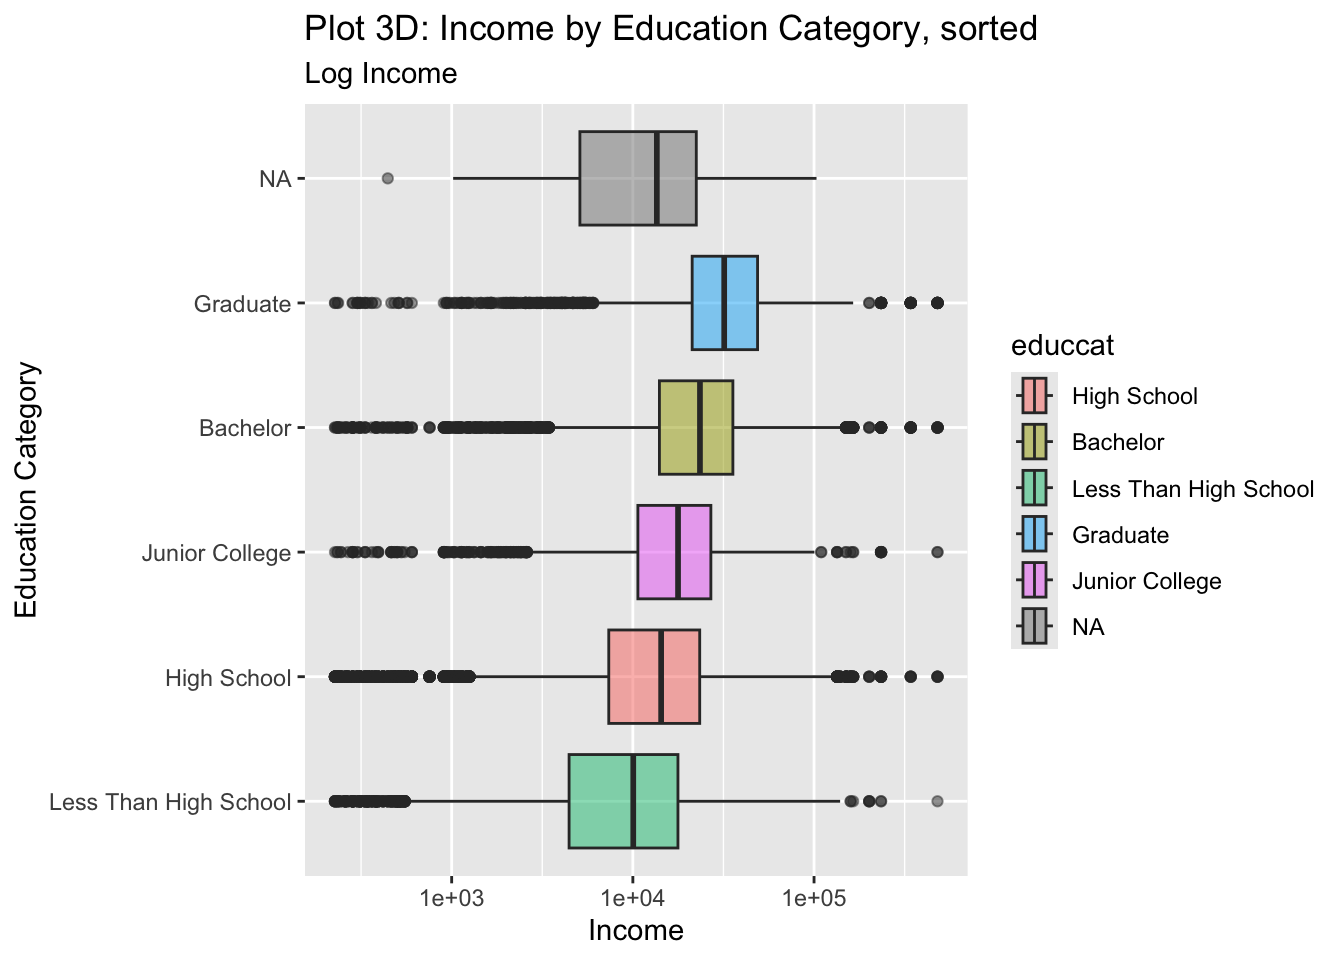 Plot 3D: Income by Education Category, sorted
Log Income
Education Category
NA
Graduate
Bachelor
Junior College
High School
Less Than High School
1e+03 1e+04 1e+05
Income
educcat
High School
Bachelor
Less Than High School
Graduate
Junior College
NA